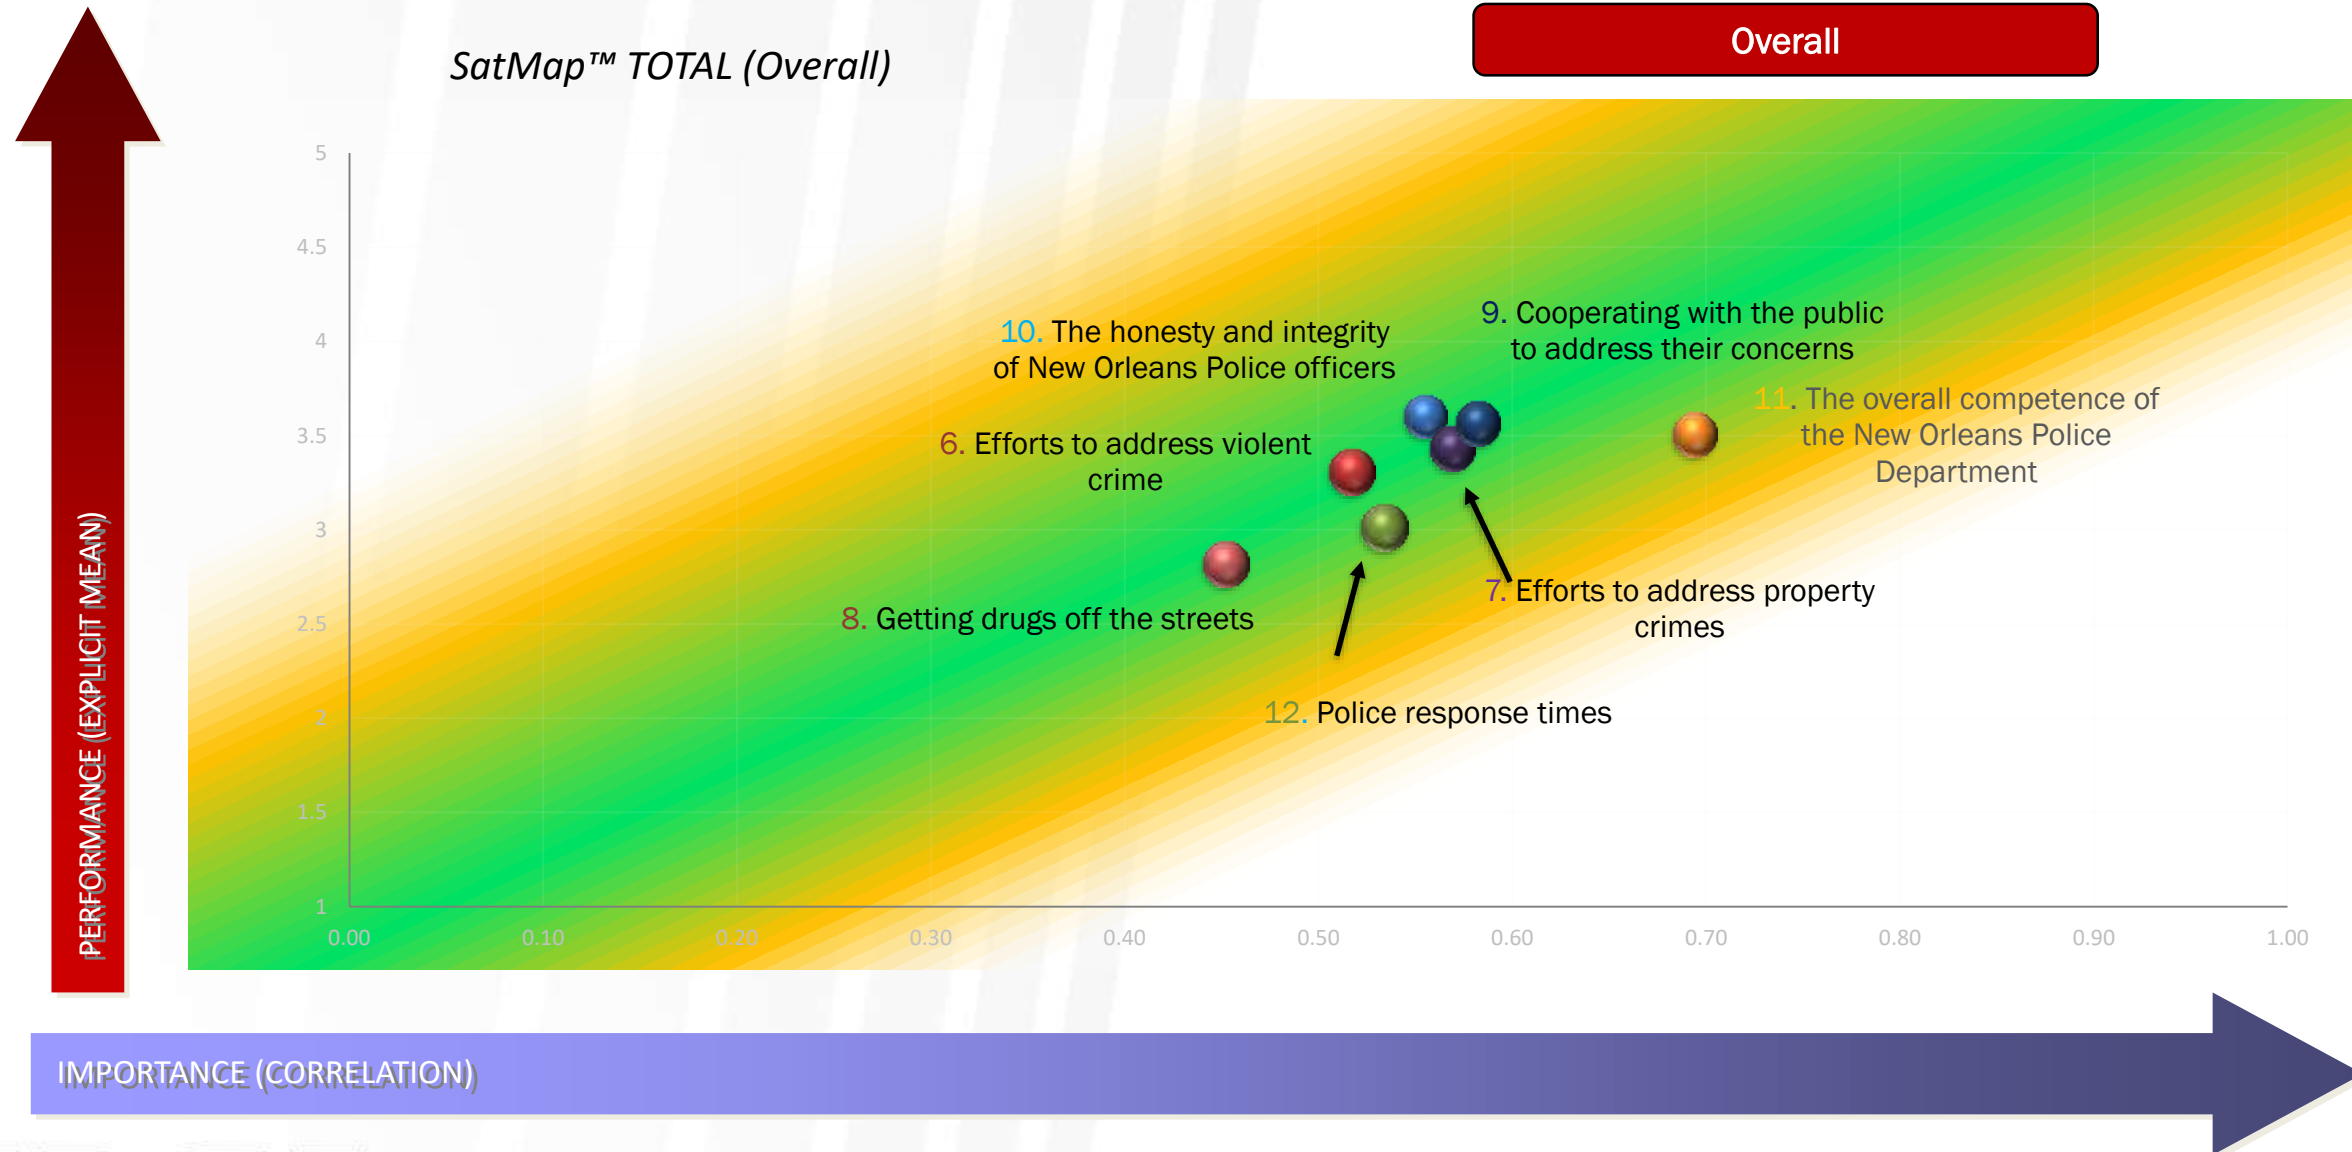 Overall
SatMap™ TOTAL (Overall)
5
4.5
4
3.5
3
2.5
2
1.5
1
0.00
0.10
0.20
0.30
0.40
0.50
0.60
0.70
0.80
0.90
1.00
10. The honesty and integrity
of New Orleans Police officers
9. Cooperating with the public
to address their concerns
11. The overall competence of
the New Orleans Police
Department
6. Efforts to address violent
crime
8. Getting drugs off the streets
7. Efforts to address property
crimes
12. Police response times
PERFORMANCE (EXPLICIT MEAN)
IMPORTANCE (CORRELATION)